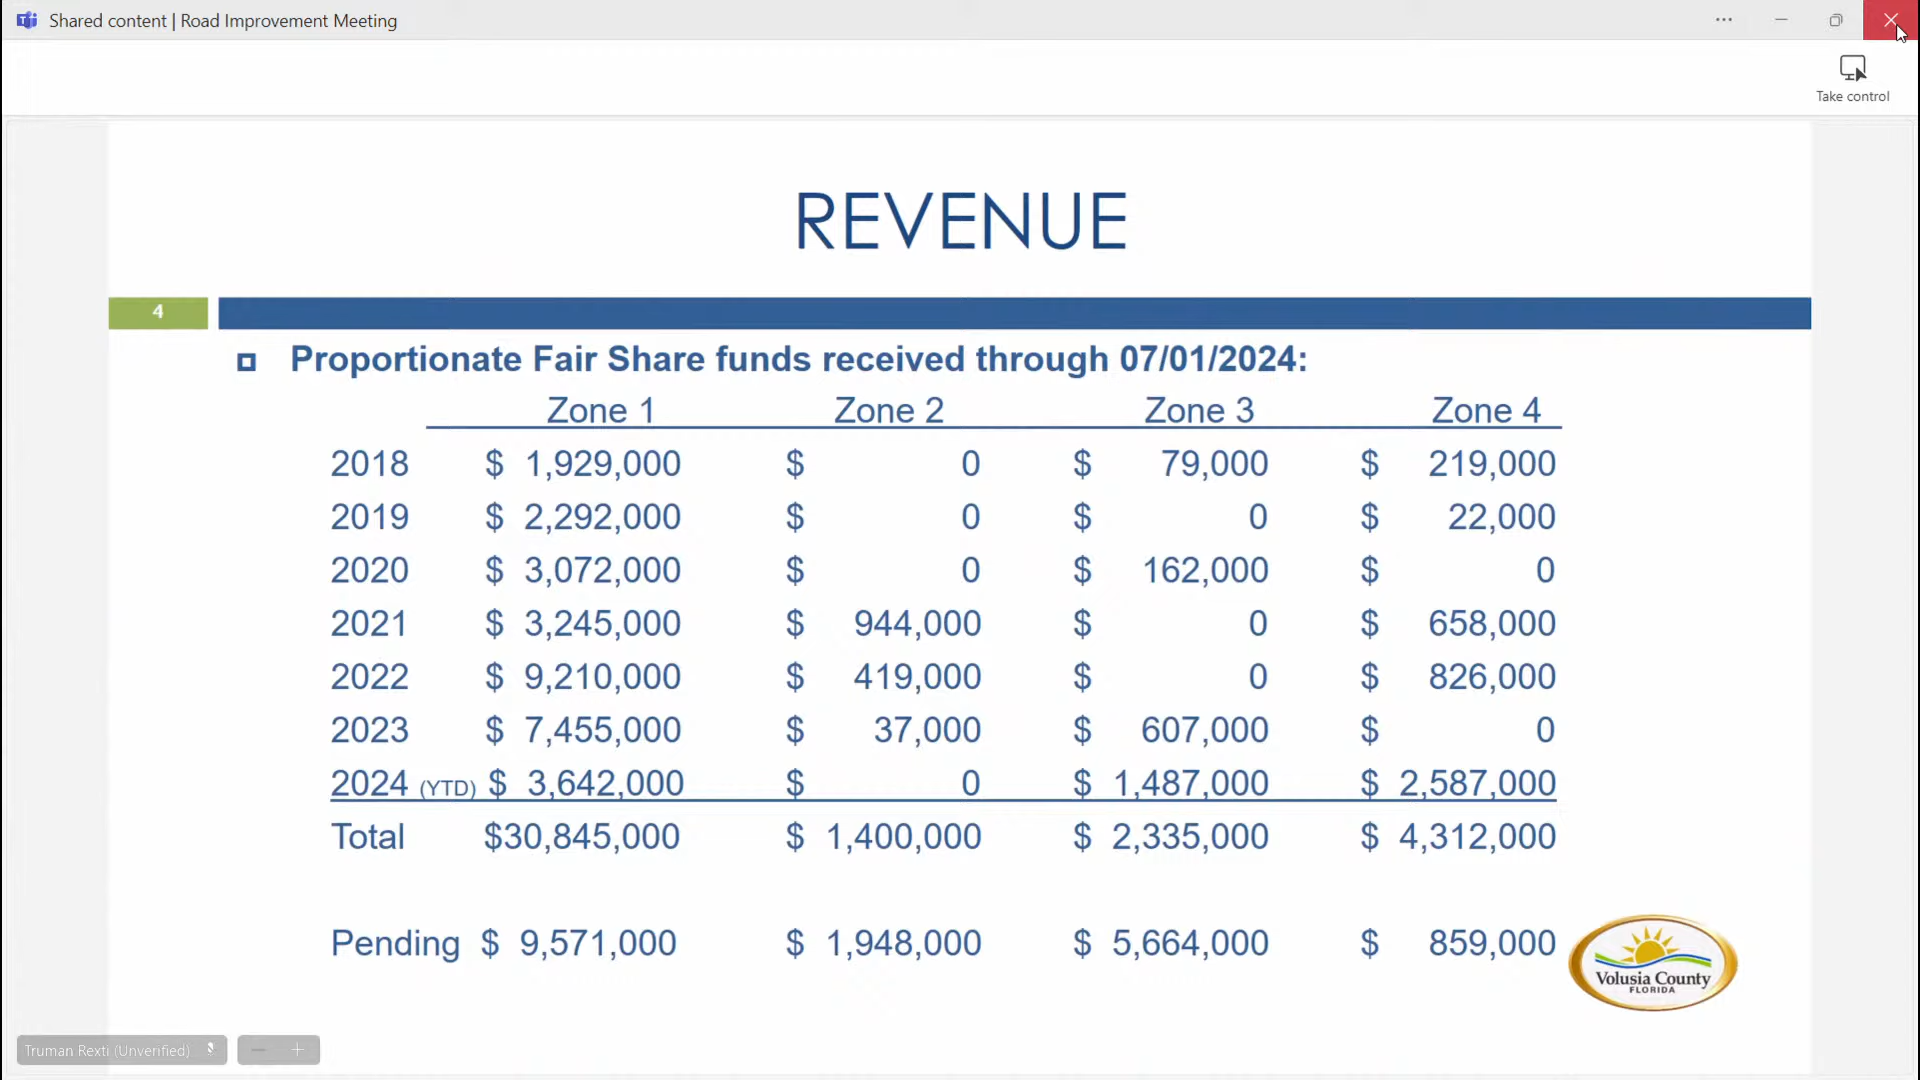 Shared content | Road Improvement Meeting
Take control
REVENUE
4
Proportionate Fair Share funds received through 07/01/2024:
Zone 1 Zone 2 Zone 3 Zone 4
2018 $ 1,929,000 $ 0 $ 79,000 $ 219,000
2019 $ 2,292,000 $ 0 $ 0 $ 22,000
2020 $ 3,072,000 $ 0 $ 162,000 $ 0
2021 $ 3,245,000 $ 944,000 $ 0 $ 658,000
2022 $ 9,210,000 $ 419,000 $ 0 $ 826,000
2023 $ 7,455,000 $ 37,000 $ 607,000 $ 0
2024 (YTD) $ 3,642,000 $ 0 $ 1,487,000 $ 2,587,000
Total $30,845,000 $ 1,400,000 $ 2,335,000 $ 4,312,000
Pending $ 9,571,000 $ 1,948,000 $ 5,664,000 $ 859,000
Volusia County
FLORIDA
Truman Rexti (Unverified)